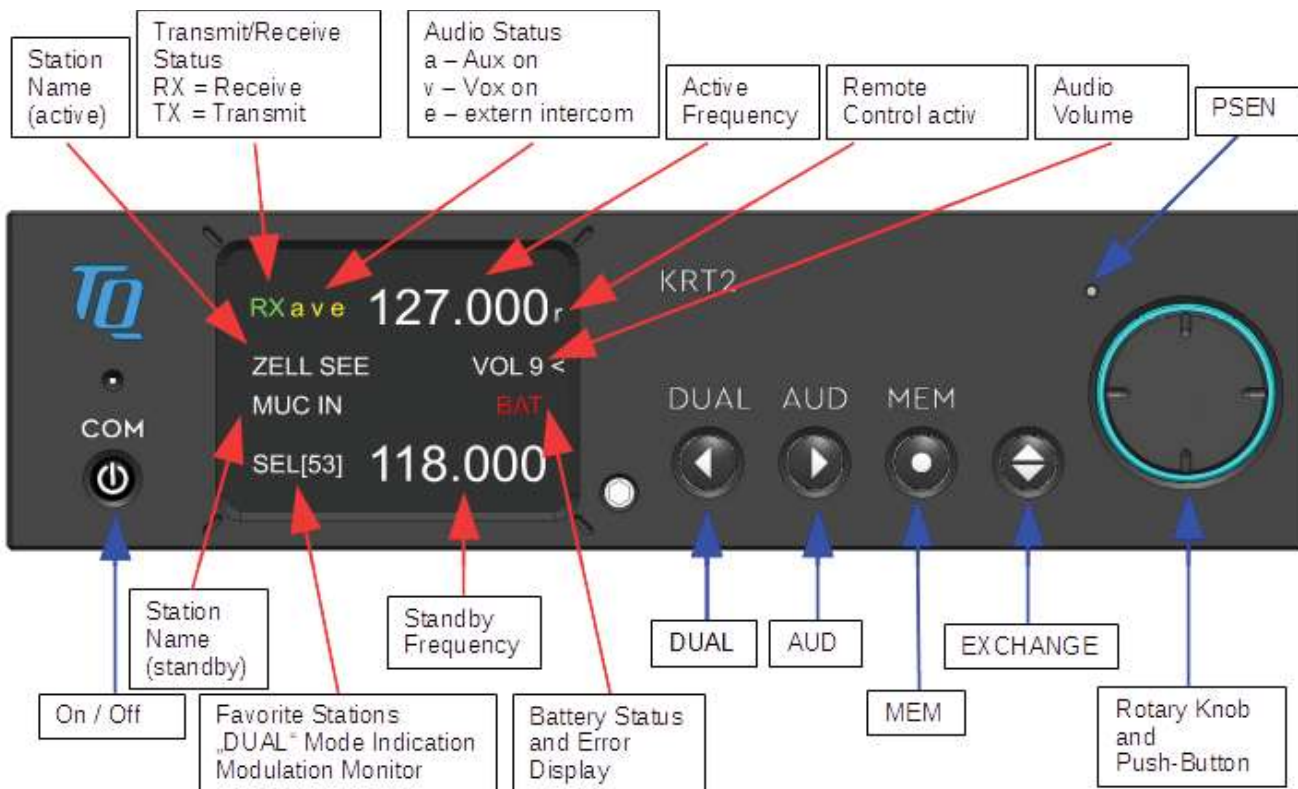 Station
Name
(active)
Transmit/Receive
Status
RX = Receive
TX = Transmit
Audio Status
a – Aux on
v – Vox on
e – extern intercom
Active
Frequency
Remote
Control activ
Audio
Volume
PSEN
TQ
COM
RX a v e 127.000 r
ZELL SEE VOL 9 <
MUC IN BAT
SEL[53] 118.000
KRT2
DUAL AUD MEM
On / Off
Station
Name
(standby)
Favorite Stations
„DUAL“ Mode Indication
Modulation Monitor
Standby
Frequency
Battery Status
and Error
Display
DUAL
AUD
MEM
EXCHANGE
Rotary Knob
and
Push-Button